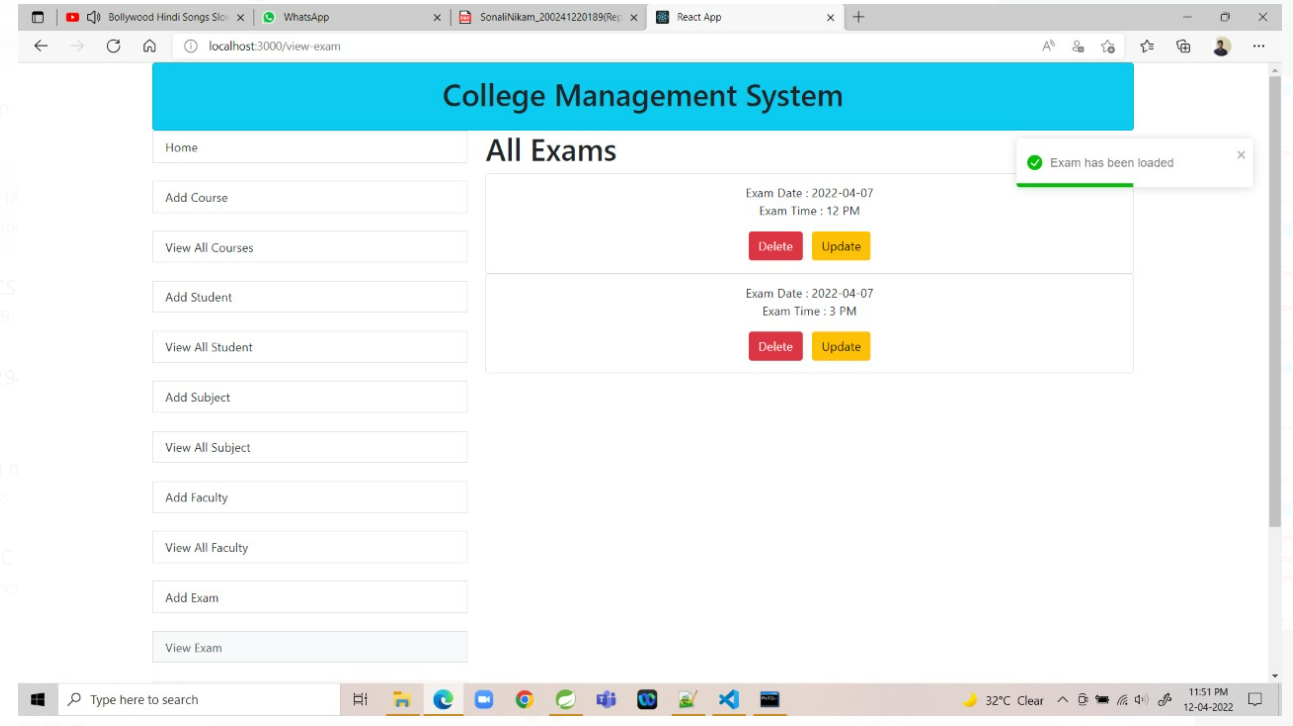 Bollywood Hindi Songs Slo
WhatsApp
SonaliNikam_200241220189(Rep
React App
localhost:3000/view-exam
College Management System
Home
Add Course
View All Courses
Add Student
View All Student
Add Subject
View All Subject
Add Faculty
View All Faculty
Add Exam
View Exam
All Exams
Exam Date : 2022-04-07
Exam Time : 12 PM
Delete Update
Exam Date : 2022-04-07
Exam Time : 3 PM
Delete Update
Exam has been loaded
Type here to search
32°C Clear
11:51 PM
12-04-2022